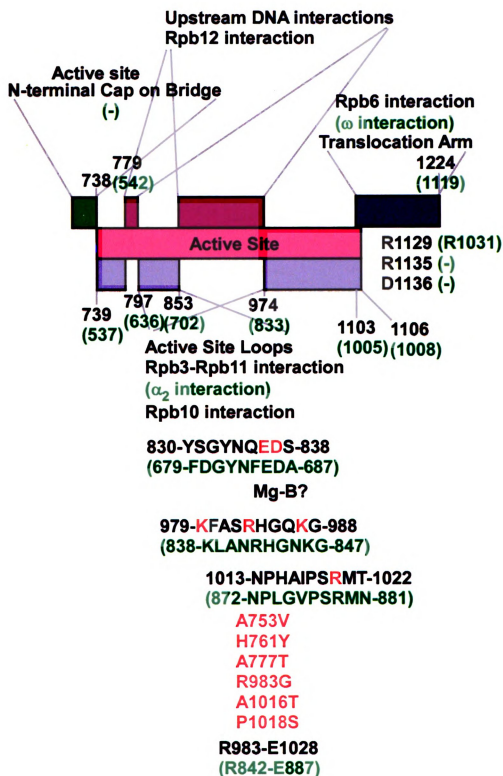 Upstream DNA interactions
Rpb12 interaction
Active site
N-terminal Cap on Bridge
(-)
Rpb6 interaction
(ω interaction)
Translocation Arm
779
738 (542)
1224
(1119)
Active Site
R1129 (R1031)
R1135 (-)
D1136 (-)
739
(537)
797
(636)
853
(702)
974
(833)
1103
(1005)
1106
(1008)
Active Site Loops
Rpb3-Rpb11 interaction
(α2 interaction)
Rpb10 interaction
830-YSGYNQEDS-838
(679-FDGYNFEDA-687)
Mg-B?
979-KFASRHGQKG-988
(838-KLANRHGNKG-847)
1013-NPHAIPSRMT-1022
(872-NPLGVPSRMN-881)
A753V
H761Y
A777T
R983G
A1016T
P1018S
R983-E1028
(R842-E887)